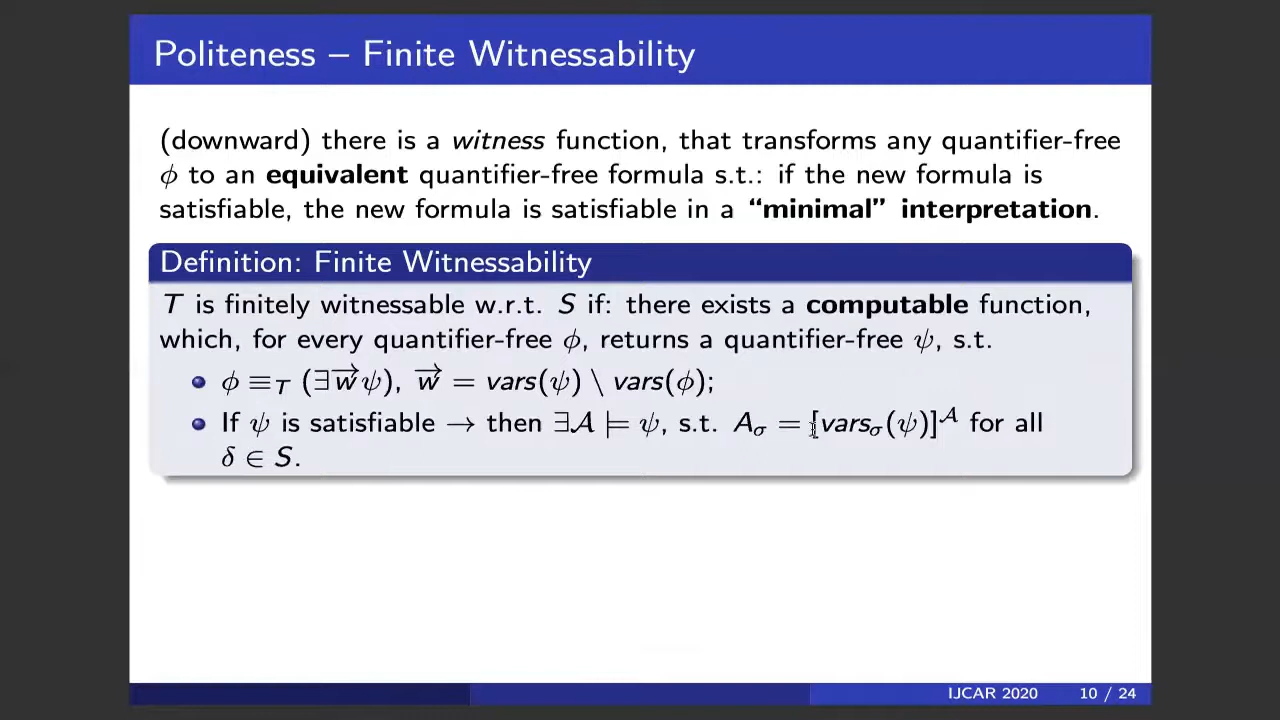 Politeness – Finite Witnessability
(downward) there is a witness function, that transforms any quantifier-free
ϕ to an equivalent quantifier-free formula s.t.: if the new formula is
satisfiable, the new formula is satisfiable in a “minimal” interpretation.
Definition: Finite Witnessability
T is finitely witnessable w.r.t. S if: there exists a computable function,
which, for every quantifier-free ϕ, returns a quantifier-free ψ, s.t.
ϕ ≡_T (∃w⃗ψ), w⃗ = vars(ψ) \ vars(ϕ);
If ψ is satisfiable → then ∃𝒜 ⊨ ψ, s.t. A_σ = [vars_σ(ψ)]^𝒜 for all
δ ∈ S.
IJCAR 2020 10 / 24